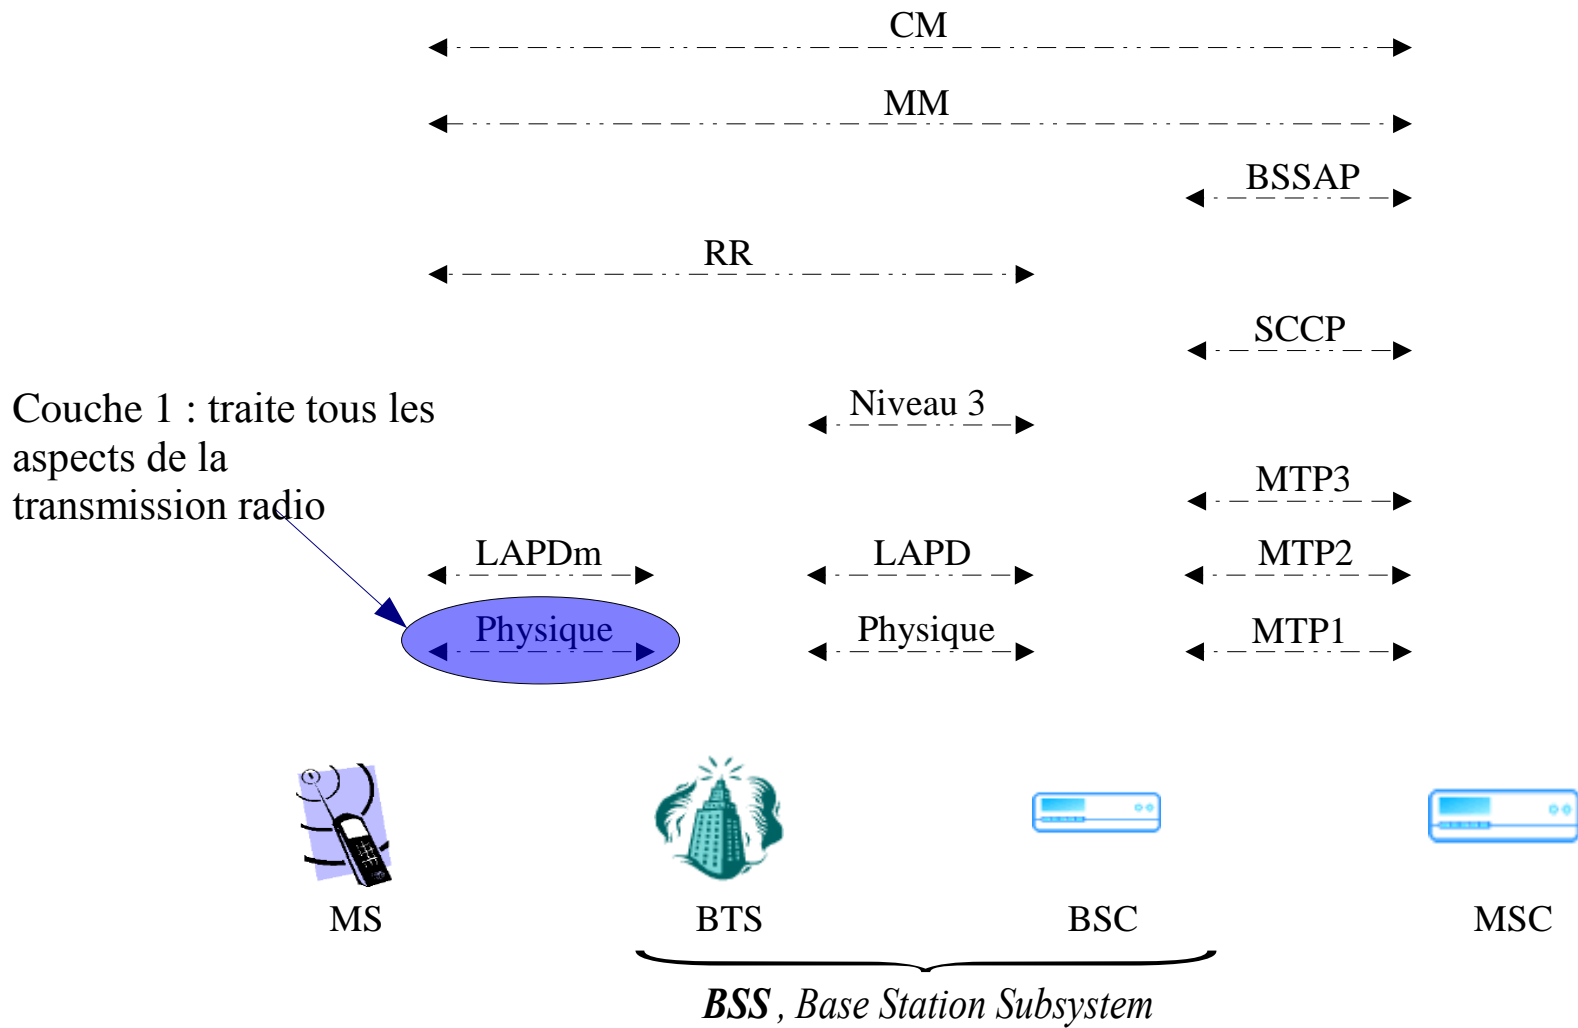 CM
MM
BSSAP
RR
SCCP
Couche 1 : traite tous les
aspects de la
transmission radio
Niveau 3
MTP3
LAPDm
LAPD
MTP2
Physique
Physique
MTP1
MS
BTS
BSC
MSC
BSS , Base Station Subsystem